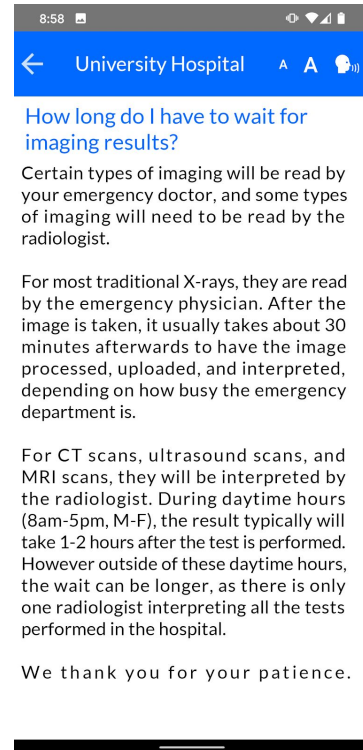 8:58
University Hospital A A
How long do I have to wait for
imaging results?
Certain types of imaging will be read by
your emergency doctor, and some types
of imaging will need to be read by the
radiologist.
For most traditional X-rays, they are read
by the emergency physician. After the
image is taken, it usually takes about 30
minutes afterwards to have the image
processed, uploaded, and interpreted,
depending on how busy the emergency
department is.
For CT scans, ultrasound scans, and
MRI scans, they will be interpreted by
the radiologist. During daytime hours
(8am-5pm, M-F), the result typically will
take 1-2 hours after the test is performed.
However outside of these daytime hours,
the wait can be longer, as there is only
one radiologist interpreting all the tests
performed in the hospital.
We thank you for your patience.